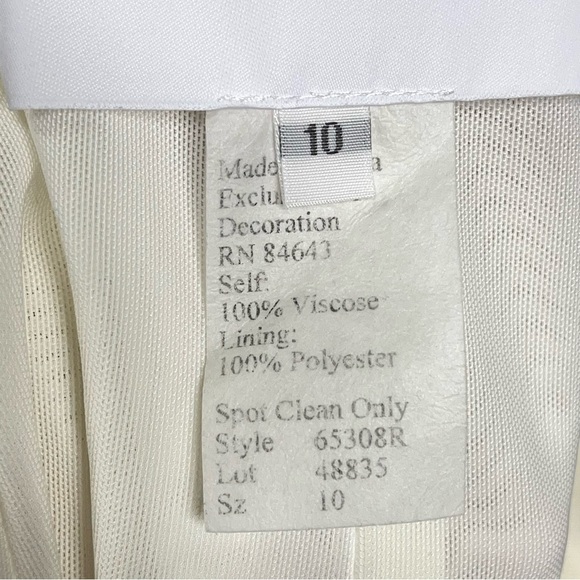 10
Made a
Exclu
Decoration
RN 84643
Self:
100% Viscose
Lining:
100% Polyester
Spot Clean Only
Style 65308R
Lot 48835
Sz 10